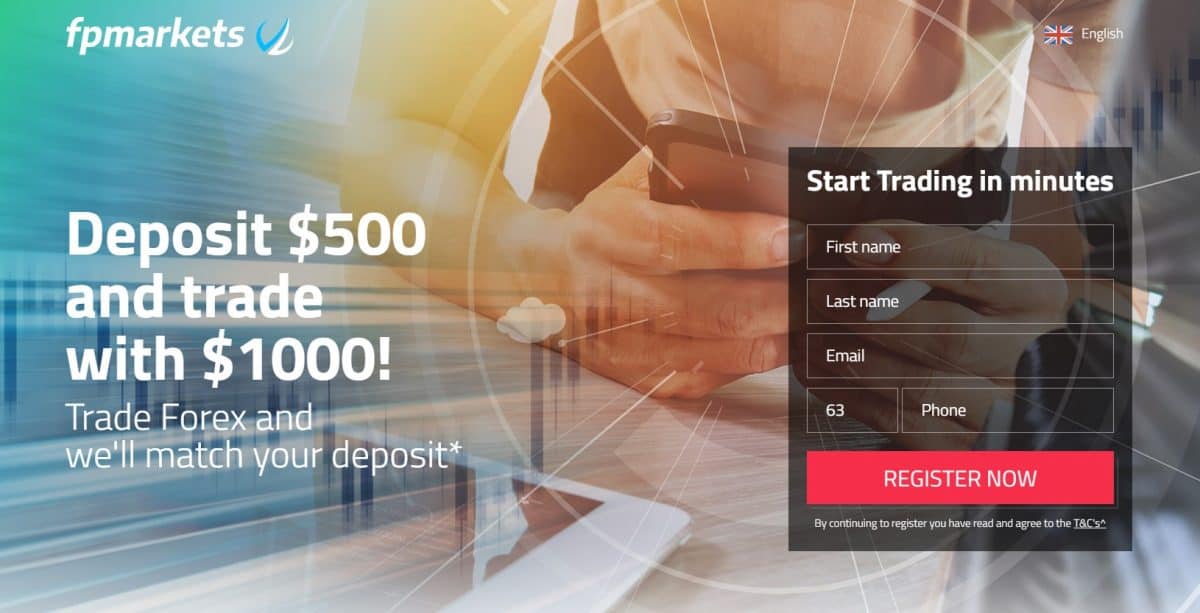 fpmarkets
English
Deposit $500
and trade
with $1000!
Trade Forex and
we'll match your deposit*
Start Trading in minutes
First name
Last name
Email
63 Phone
REGISTER NOW
By continuing to register you have read and agree to the T&C's^